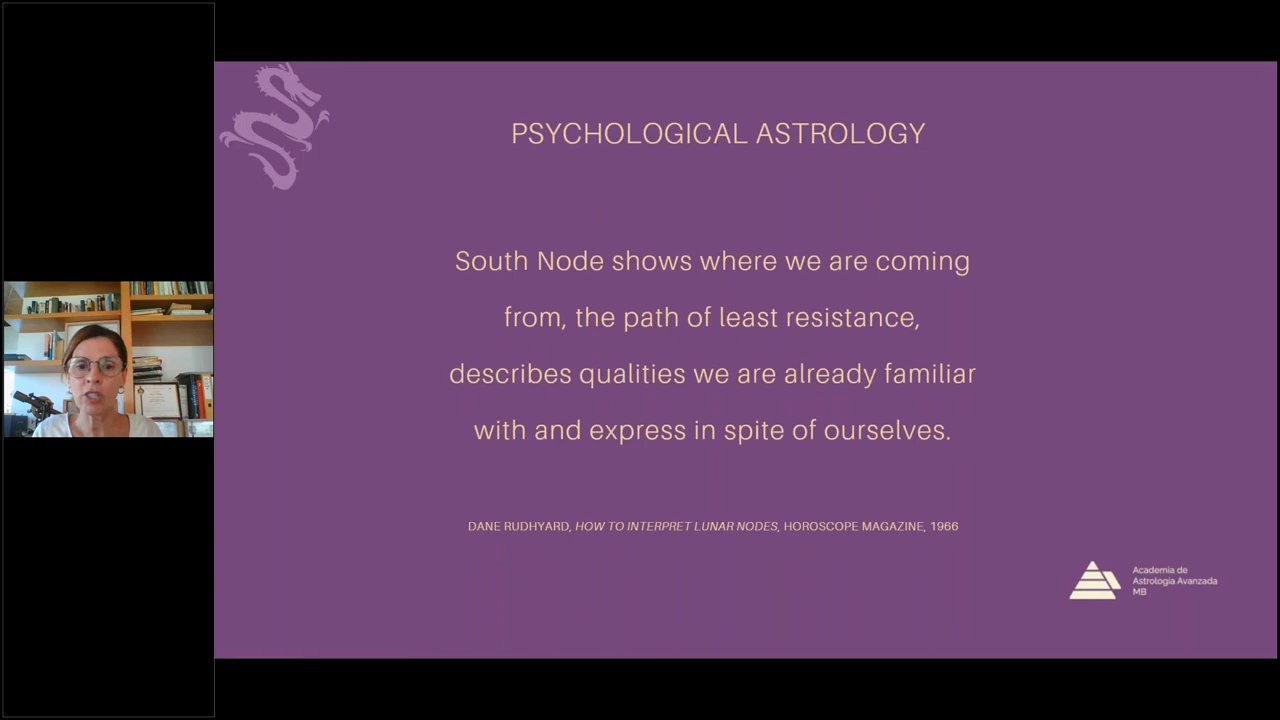 PSYCHOLOGICAL ASTROLOGY
South Node shows where we are coming
from, the path of least resistance,
describes qualities we are already familiar
with and express in spite of ourselves.
DANE RUDHYARD, HOW TO INTERPRET LUNAR NODES, HOROSCOPE MAGAZINE, 1966
Academia de
Astrología Avanzada
MB